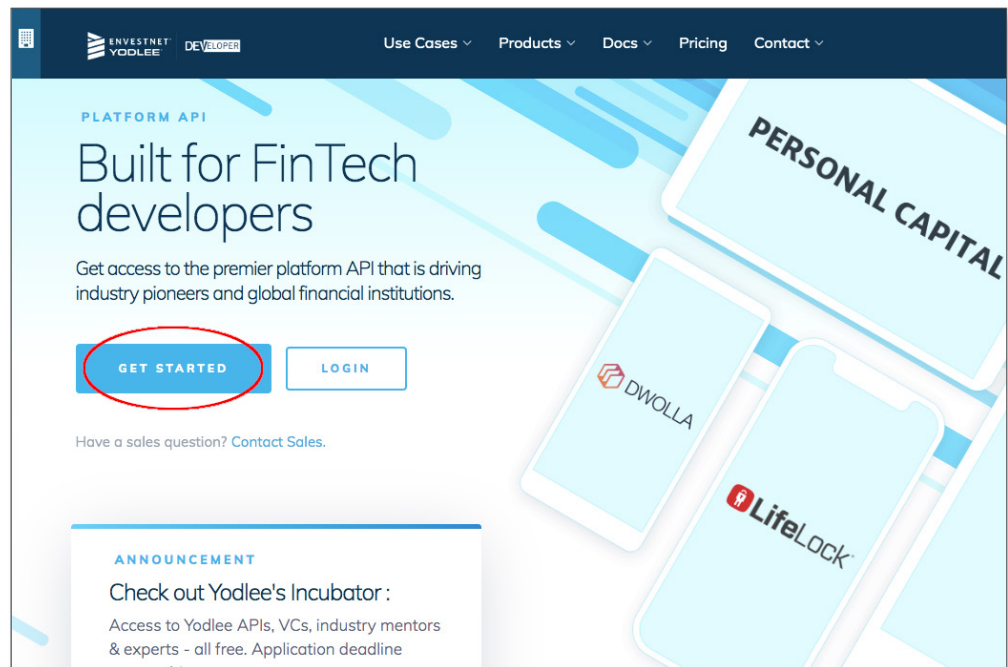 ENVESTNET
YODLEE
DEVELOPER
Use Cases
Products
Docs
Pricing
Contact
PLATFORM API
Built for FinTech
developers
Get access to the premier platform API that is driving
industry pioneers and global financial institutions.
GET STARTED
LOGIN
Have a sales question? Contact Sales.
PERSONAL CAPITAL
DWOLLA
LifeLock
ANNOUNCEMENT
Check out Yodlee's Incubator :
Access to Yodlee APIs, VCs, industry mentors
& experts - all free. Application deadline